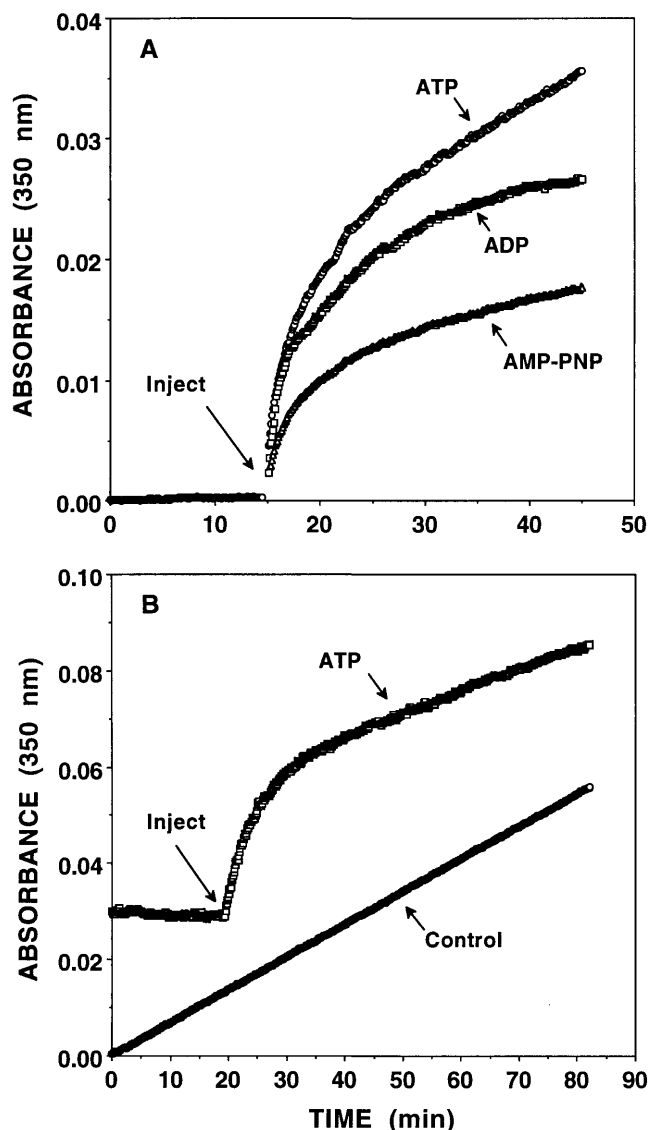 A
ABSORBANCE (350 nm)
0.04
0.03
0.02
0.01
0.00
ATP
ADP
AMP-PNP
Inject
0 10 20 30 40 50
B
ABSORBANCE (350 nm)
0.10
0.08
0.06
0.04
0.02
0.00
ATP
Inject
Control
0 10 20 30 40 50 60 70 80 90
TIME (min)